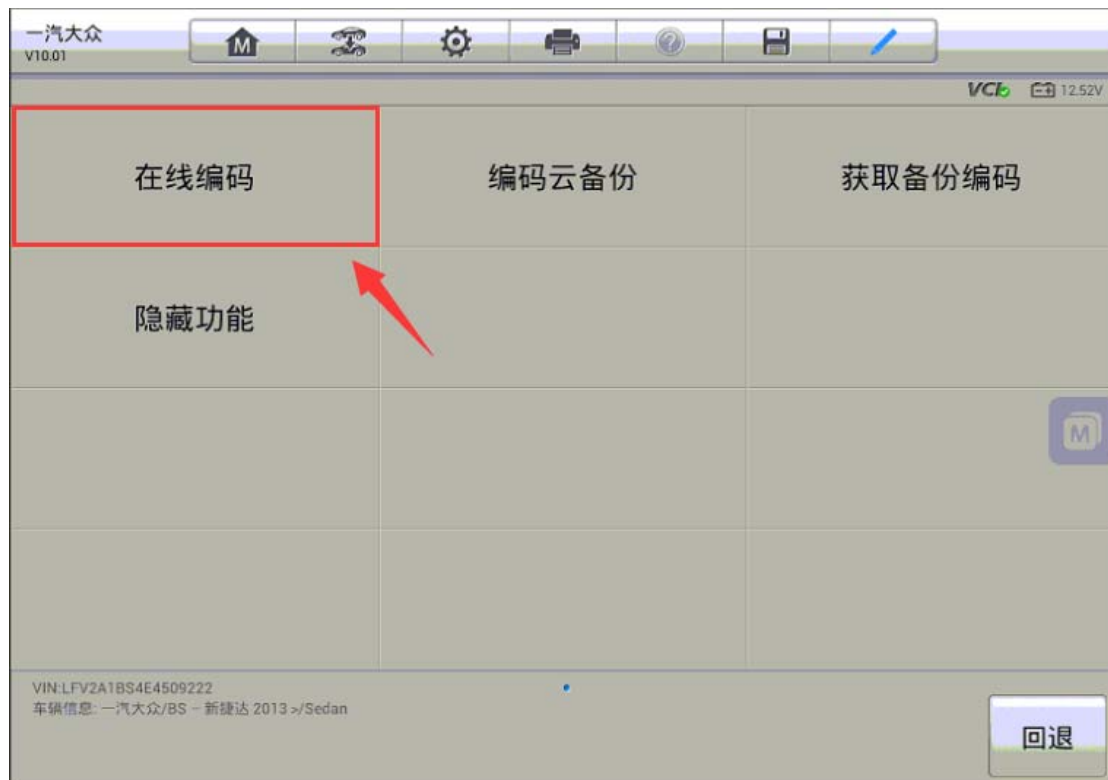 一汽大众
V10.01
M
VCI 12.52V
在线编码 编码云备份 获取备份编码
隐藏功能
M
VIN:LFV2A1BS4E4509222
车辆信息: 一汽大众/BS - 新捷达 2013 >/Sedan
回退